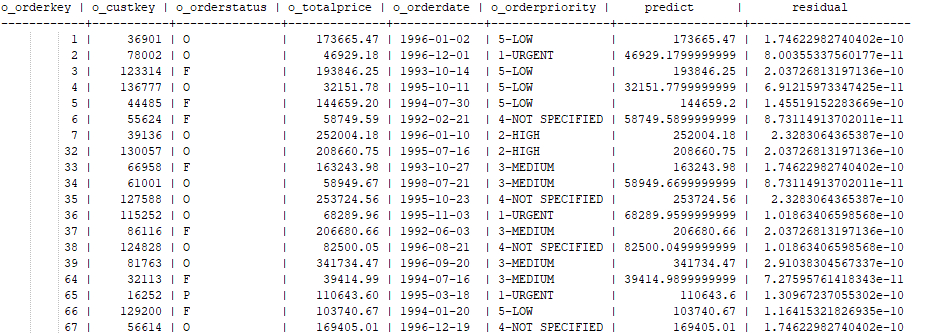 o_orderkey | o_custkey | o_orderstatus | o_totalprice | o_orderdate | o_orderpriority | predict | residual
1 | 36901 | O | 173665.47 | 1996-01-02 | 5-LOW | 173665.47 | 1.74622982740402e-10
2 | 78002 | O | 46929.18 | 1996-12-01 | 1-URGENT | 46929.1799999999 | 8.00355337560177e-11
3 | 123314 | F | 193846.25 | 1993-10-14 | 5-LOW | 193846.25 | 2.03726813197136e-10
4 | 136777 | O | 32151.78 | 1995-10-11 | 5-LOW | 32151.7799999999 | 6.91215973347425e-11
5 | 44485 | F | 144659.20 | 1994-07-30 | 5-LOW | 144659.2 | 1.45519152283669e-10
6 | 55624 | F | 58749.59 | 1992-02-21 | 4-NOT SPECIFIED | 58749.5899999999 | 8.73114913702011e-11
7 | 39136 | O | 252004.18 | 1996-01-10 | 2-HIGH | 252004.18 | 2.3283064365387e-10
32 | 130057 | O | 208660.75 | 1995-07-16 | 2-HIGH | 208660.75 | 2.03726813197136e-10
33 | 66958 | F | 163243.98 | 1993-10-27 | 3-MEDIUM | 163243.98 | 1.74622982740402e-10
34 | 61001 | O | 58949.67 | 1998-07-21 | 3-MEDIUM | 58949.6699999999 | 8.73114913702011e-11
35 | 127588 | O | 253724.56 | 1995-10-23 | 4-NOT SPECIFIED | 253724.56 | 2.3283064365387e-10
36 | 115252 | O | 68289.96 | 1995-11-03 | 1-URGENT | 68289.9599999999 | 1.01863406598568e-10
37 | 86116 | F | 206680.66 | 1992-06-03 | 3-MEDIUM | 206680.66 | 2.03726813197136e-10
38 | 124828 | O | 82500.05 | 1996-08-21 | 4-NOT SPECIFIED | 82500.0499999999 | 1.01863406598568e-10
39 | 81763 | O | 341734.47 | 1996-09-20 | 3-MEDIUM | 341734.47 | 2.91038304567337e-10
64 | 32113 | F | 39414.99 | 1994-07-16 | 3-MEDIUM | 39414.9899999999 | 7.27595761418343e-11
65 | 16252 | P | 110643.60 | 1995-03-18 | 1-URGENT | 110643.6 | 1.30967237055302e-10
66 | 129200 | F | 103740.67 | 1994-01-20 | 5-LOW | 103740.67 | 1.16415321826935e-10
67 | 56614 | O | 169405.01 | 1996-12-19 | 4-NOT SPECIFIED | 169405.01 | 1.74622982740402e-10